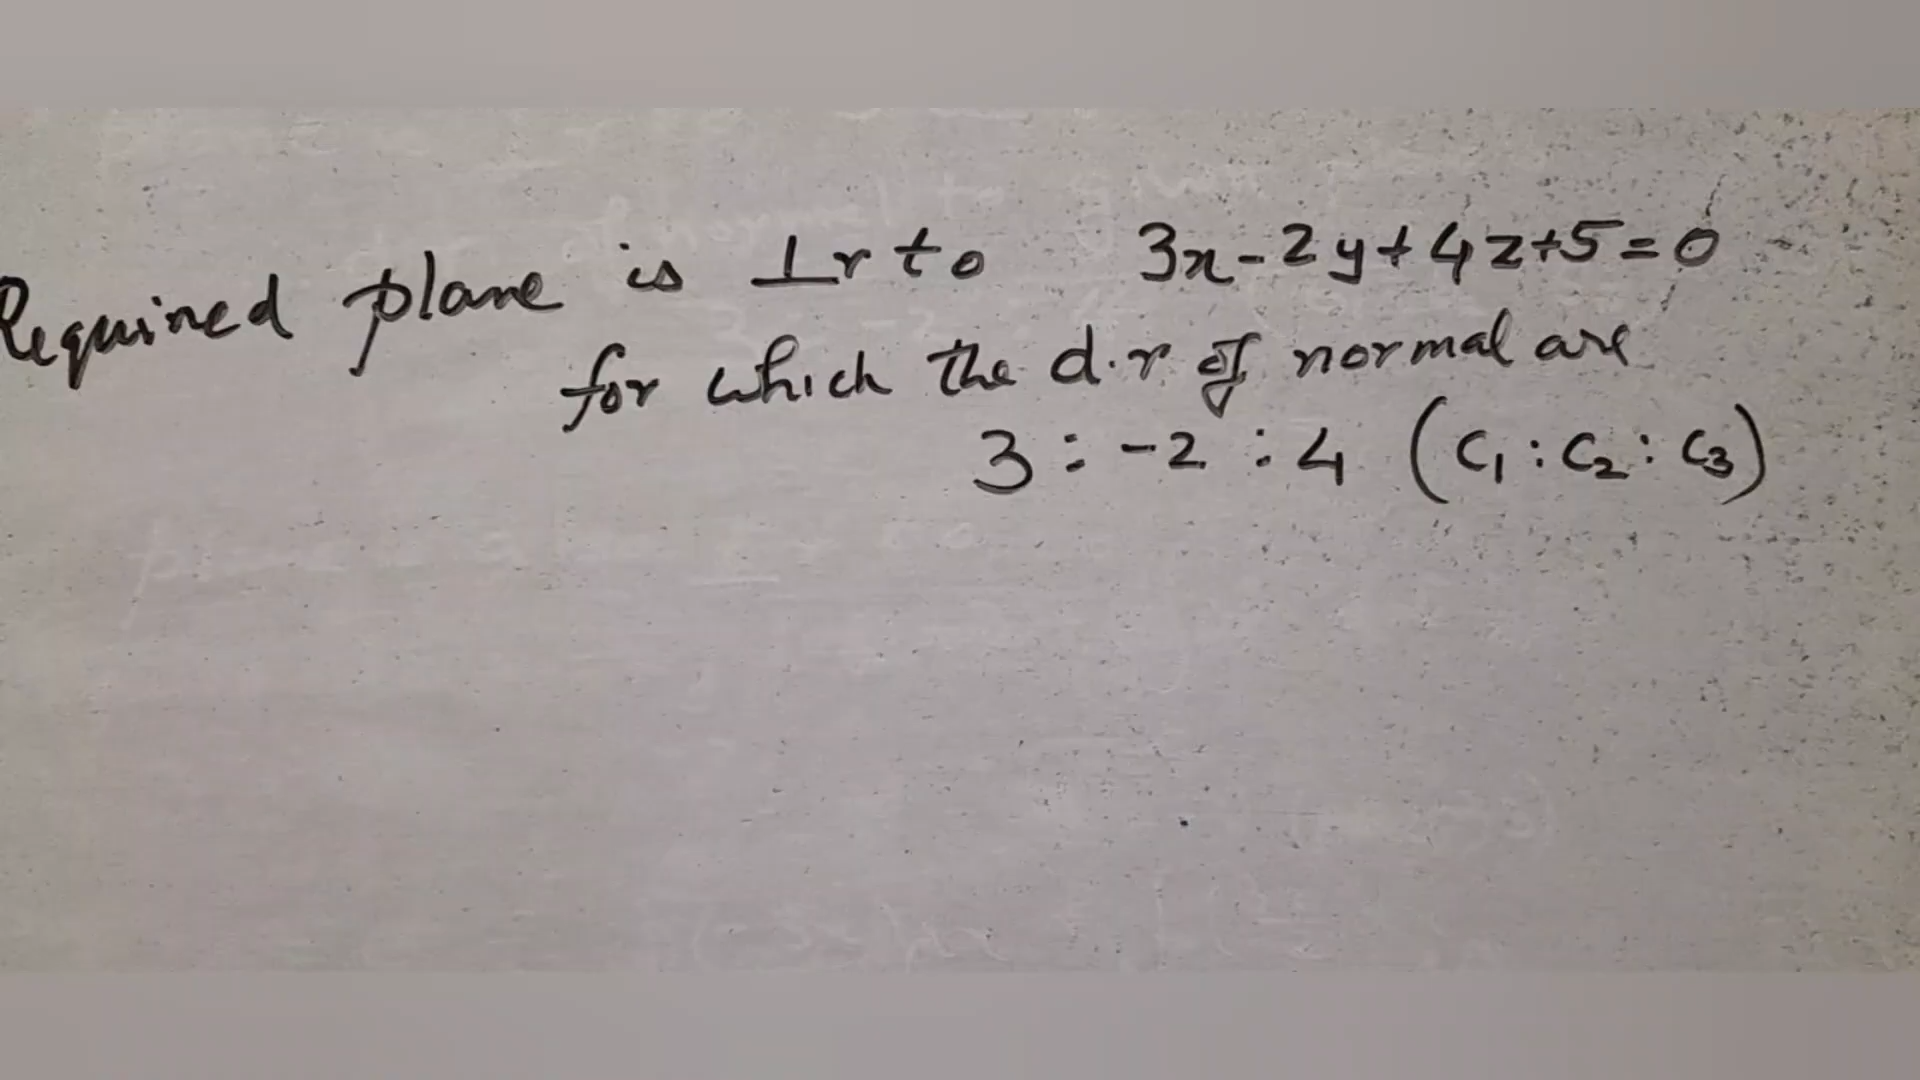 Required plane is ⊥r to 3x-2y+4z+5=0
for which the d.r of normal are
3 : -2 : 4 (c₁ : c₂ : c₃)